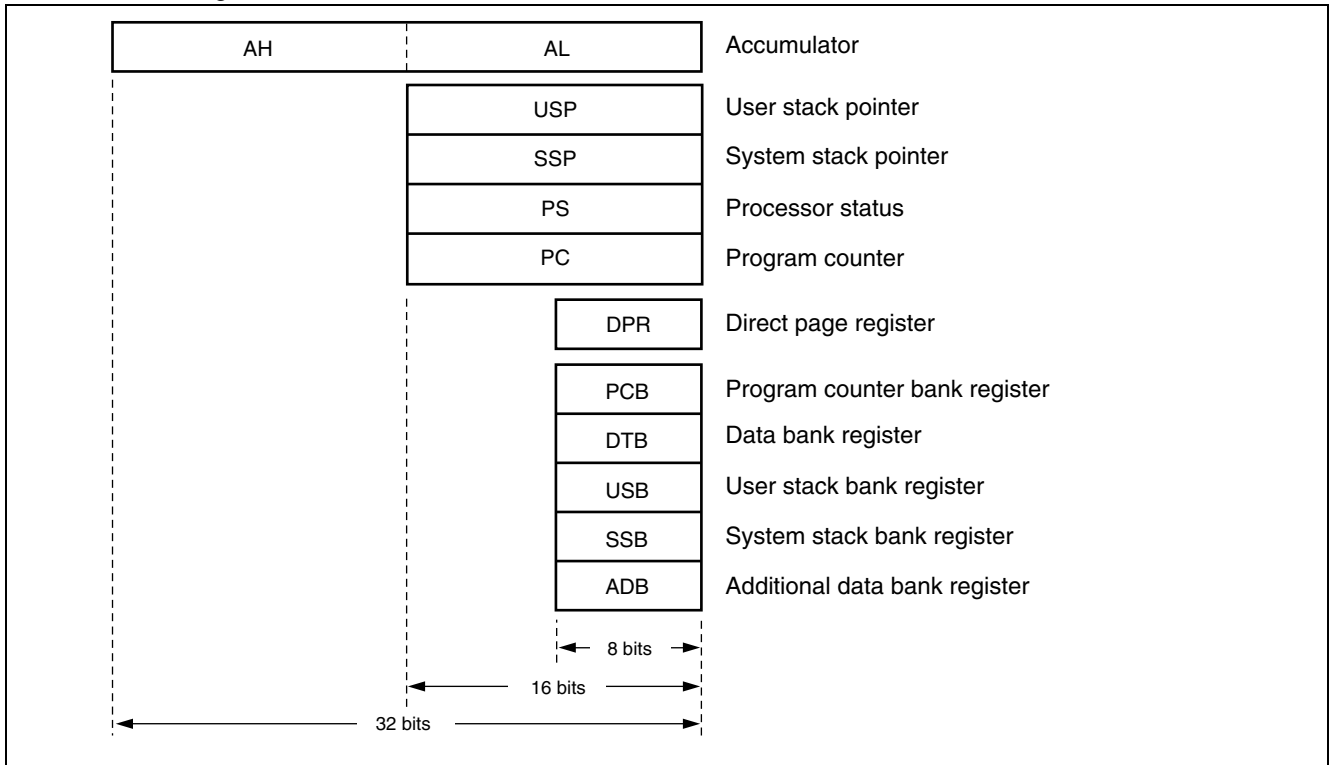 AH AL Accumulator
USP User stack pointer
SSP System stack pointer
PS Processor status
PC Program counter
DPR Direct page register
PCB Program counter bank register
DTB Data bank register
USB User stack bank register
SSB System stack bank register
ADB Additional data bank register
8 bits
16 bits
32 bits